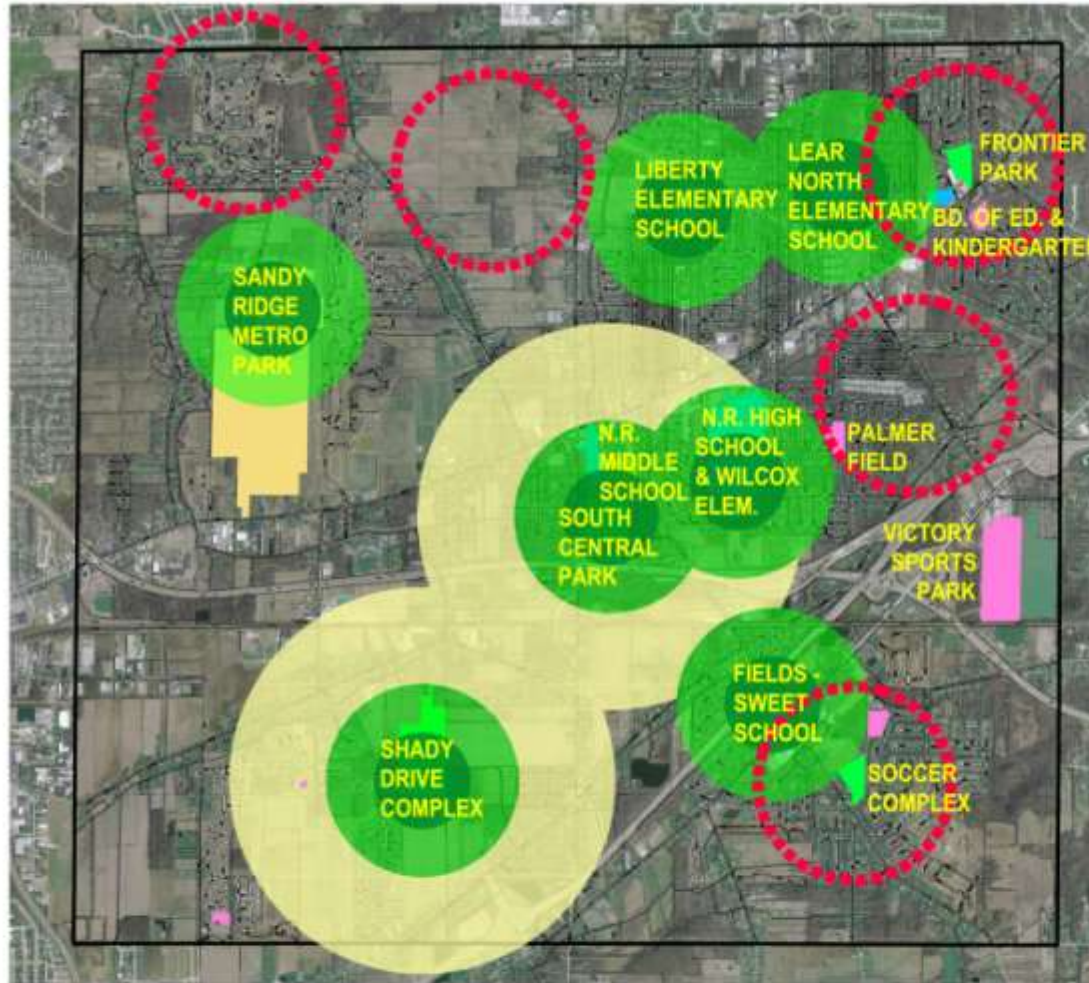 LIBERTY
ELEMENTARY
SCHOOL
LEAR
NORTH
ELEMENTARY
SCHOOL
FRONTIER
PARK
BD. OF ED. &
KINDERGARTEN
SANDY
RIDGE
METRO
PARK
N.R.
MIDDLE
SCHOOL
N.R. HIGH
SCHOOL
& WILCOX
ELEM.
PALMER
FIELD
SOUTH
CENTRAL
PARK
VICTORY
SPORTS
PARK
FIELDS -
SWEET
SCHOOL
SHADY
DRIVE
COMPLEX
SOCCER
COMPLEX